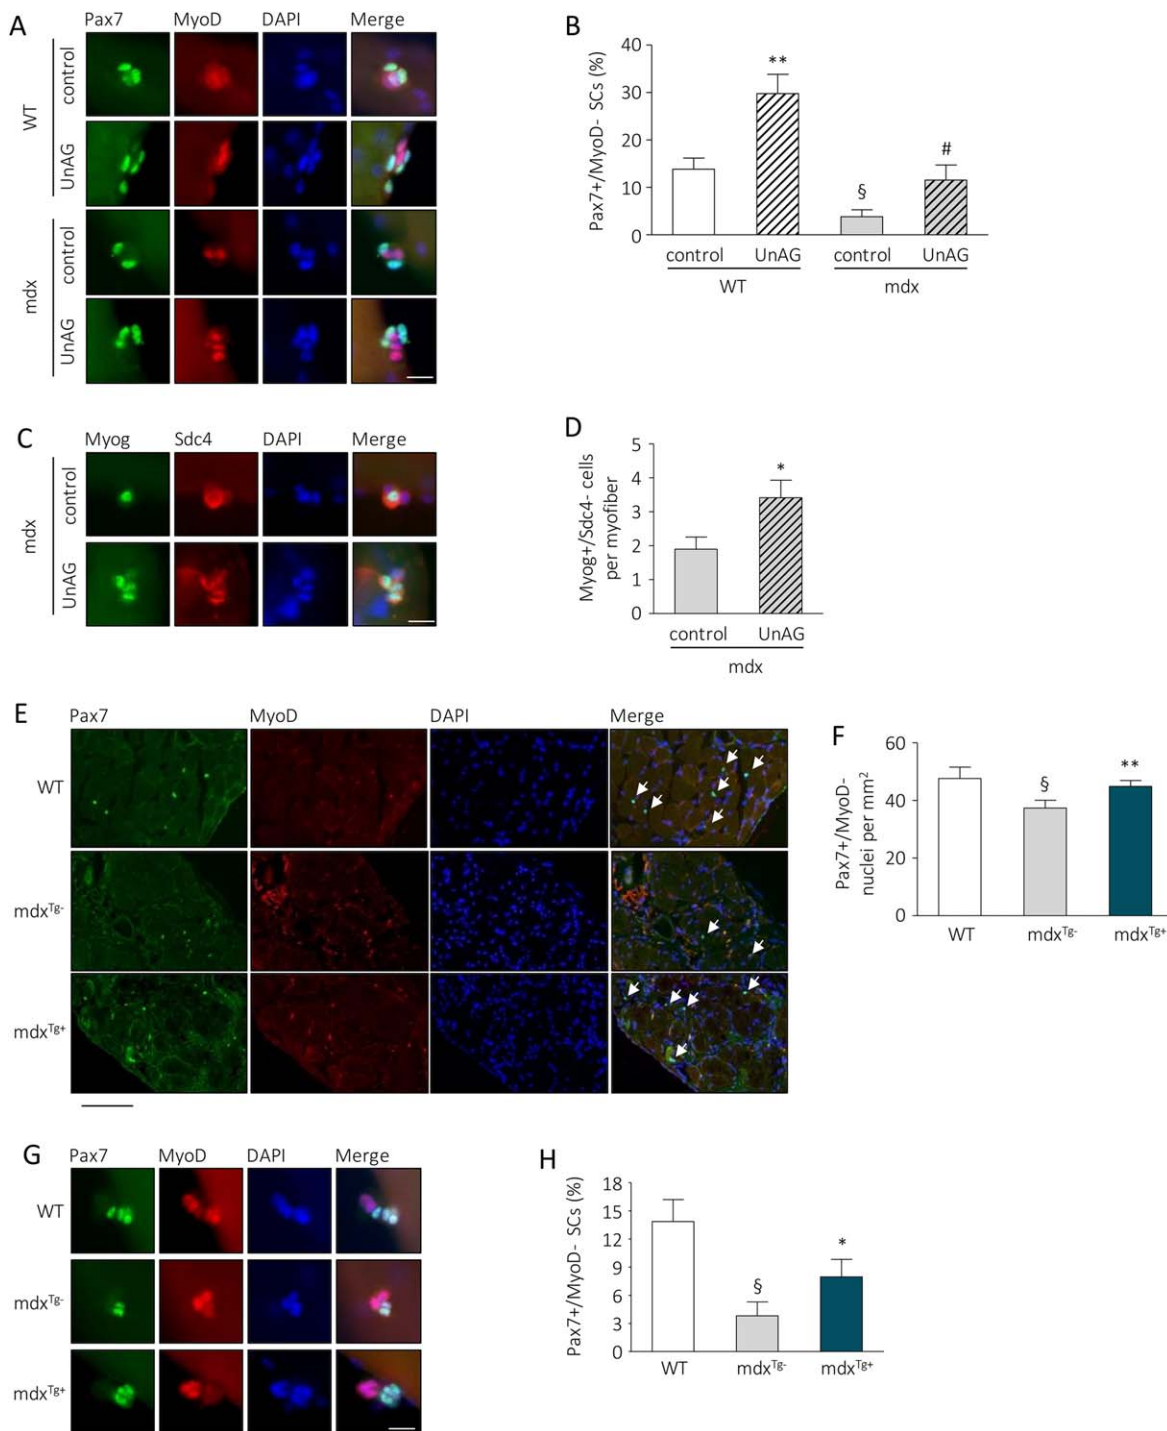 A
Pax7 MyoD DAPI Merge
WT
control
UnAG
mdx
control
UnAG
B
Pax7+/MyoD- SCs (%)
40
30
20
10
0
** § #
control UnAG control UnAG
WT mdx
C
Myog Sdc4 DAPI Merge
mdx
control
UnAG
D
Myog+/Sdc4- cells
per myofiber
5
4
3
2
1
0
*
control UnAG
mdx
E
Pax7 MyoD DAPI Merge
WT
mdxTg-
mdxTg+
F
Pax7+/MyoD-
nuclei per mm2
60
40
20
0
§ **
WT mdxTg- mdxTg+
G
Pax7 MyoD DAPI Merge
WT
mdxTg-
mdxTg+
H
Pax7+/MyoD- SCs (%)
18
15
12
9
6
3
0
§ *
WT mdxTg- mdxTg+